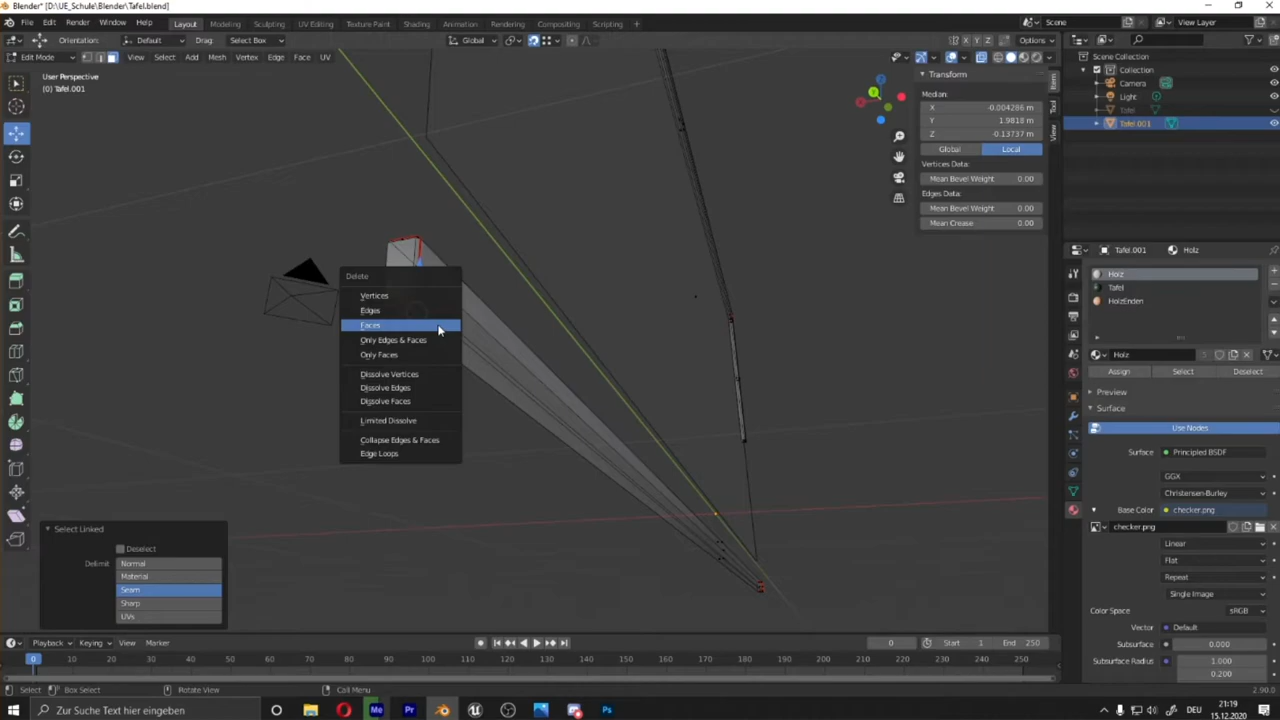 Blender* [D:\UE_Schule\Blender\Tafel.blend]
File Edit Render Window Help Layout Modeling Sculpting UV Editing Texture Paint Shading Animation Rendering Compositing Scripting + Scene View Layer
Orientation: Default Drag: Select Box Global X Y Z Options
Edit Mode View Select Add Mesh Vertex Edge Face UV
User Perspective
(0) Tafel.001
Transform
Median:
X -0.004286 m
Y 1.9818 m
Z -0.13737 m
Global Local
Vertices Data:
Mean Bevel Weight 0.00
Edges Data:
Mean Bevel Weight 0.00
Mean Crease 0.00
Item
Tool
View
Scene Collection
Collection
Camera
Light
Tafel
Tafel.001
Delete
Vertices
Edges
Faces
Only Edges & Faces
Only Faces
Dissolve Vertices
Dissolve Edges
Dissolve Faces
Limited Dissolve
Collapse Edges & Faces
Edge Loops
Tafel.001 Holz
Holz
Tafel
HolzEnden
Holz
Assign Select Deselect
Preview
Surface
Use Nodes
Surface Principled BSDF
GGX
Christensen-Burley
Base Color checker.png
checker.png
Linear
Flat
Repeat
Single Image
Color Space sRGB
Vector Default
Subsurface 0.000
Subsurface Radius 1.000
0.200
Select Linked
Deselect
Delimit Normal
Material
Seam
Sharp
UVs
Playback Keying View Marker 0 Start 1 End 250
0 10 20 30 40 50 60 70 80 90 100 110 120 130 140 150 160 170 180 190 200 210 220 230 240 250
Select Box Select Rotate View Call Menu 2.90.0
Zur Suche Text hier eingeben Me Pr Ps DEU 21:19
15.12.2020